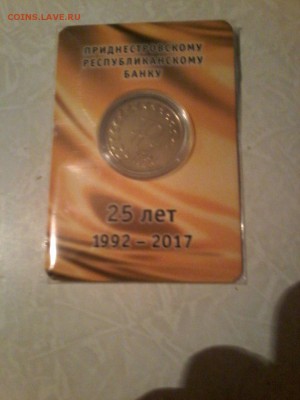 COINS.LAVE.RU
ПРИДНЕСТРОВСКОМУ
РЕСПУБЛИКАНСКОМУ
БАНКУ
25 лет
1992 – 2017